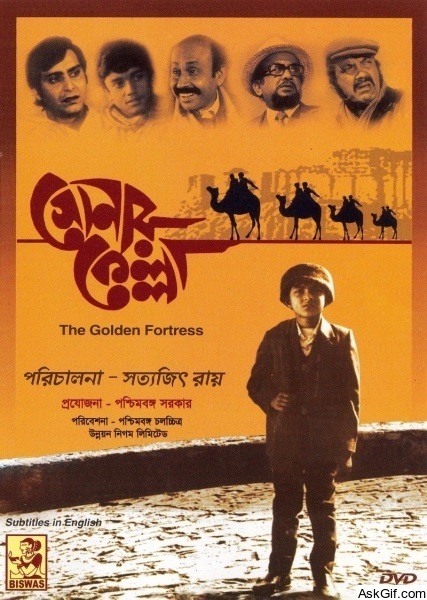 সোনার
কেল্লা
The Golden Fortress
পরিচালনা - সত্যজিৎ রায়
প্রযোজনা - পশ্চিমবঙ্গ সরকার
পরিবেশনা - পশ্চিমবঙ্গ চলচ্চিত্র
উন্নয়ন নিগম লিমিটেড
Subtitles in English
BISWAS
DVD
AskGif.com